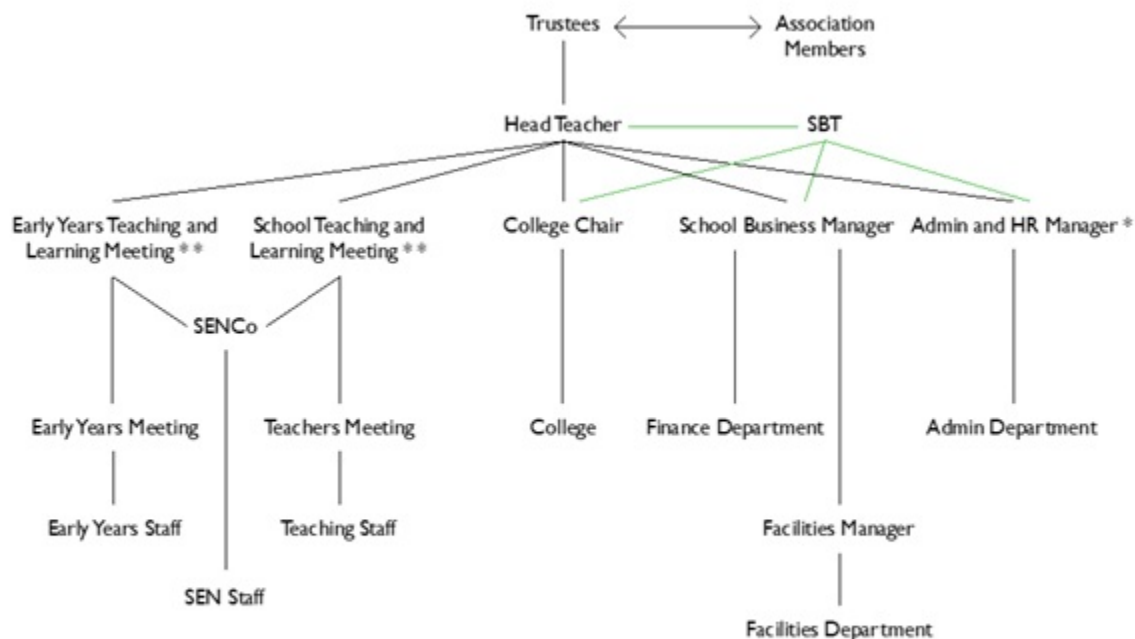 Trustees
Association
Members
Head Teacher
SBT
Early Years Teaching and
Learning Meeting **
School Teaching and
Learning Meeting **
College Chair
School Business Manager
Admin and HR Manager *
SENCo
Early Years Meeting
Teachers Meeting
College
Finance Department
Admin Department
Early Years Staff
Teaching Staff
Facilities Manager
SEN Staff
Facilities Department